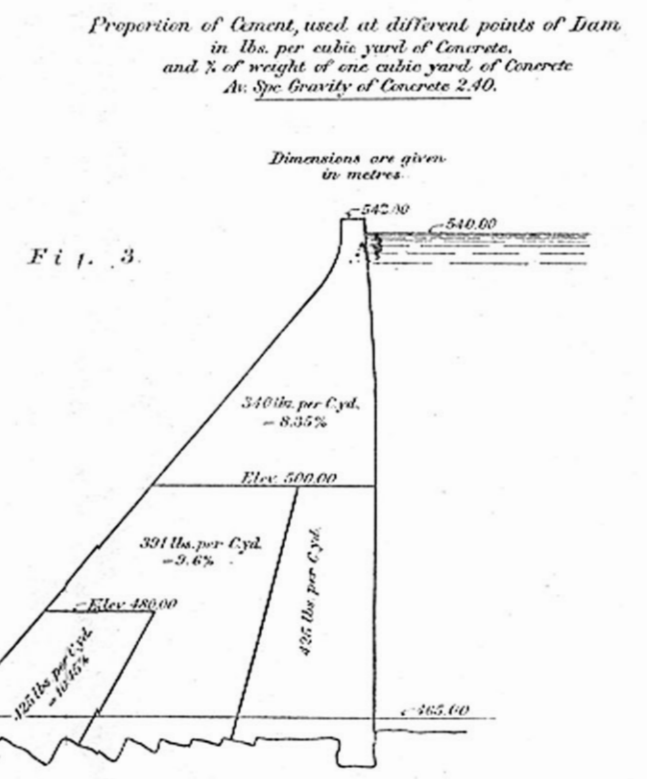 Proportion of Cement, used at different points of Dam
in lbs. per cubic yard of Concrete,
and % of weight of one cubic yard of Concrete
Av. Spc. Gravity of Concrete 2.40.
Dimensions are given
in metres
542.00
540.00
Fig. 3.
340 lbs. per C.yd.
= 8.35%
Elev. 500.00
391 lbs. per C.yd.
= 9.6%
425 lbs. per C.yd.
Elev. 480.00
425 lbs. per C.yd.
= 10.45%
465.00